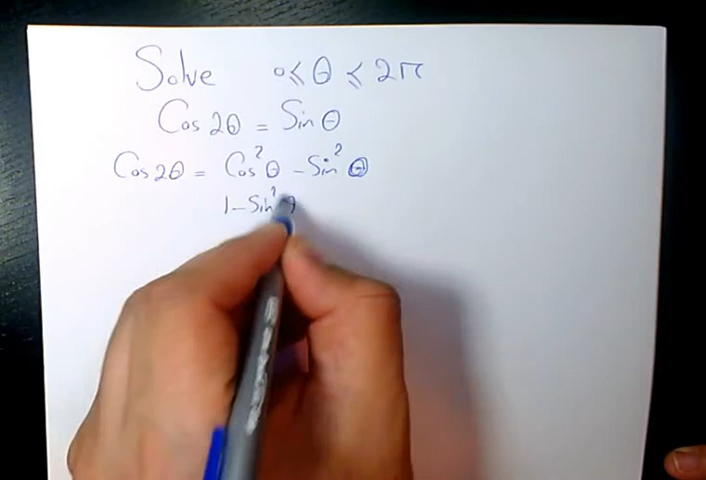 Solve 0 ⩽ θ ⩽ 2π
Cos 2θ = Sin θ
Cos 2θ = Cos²θ - Sin²θ
1 - Sin²θ